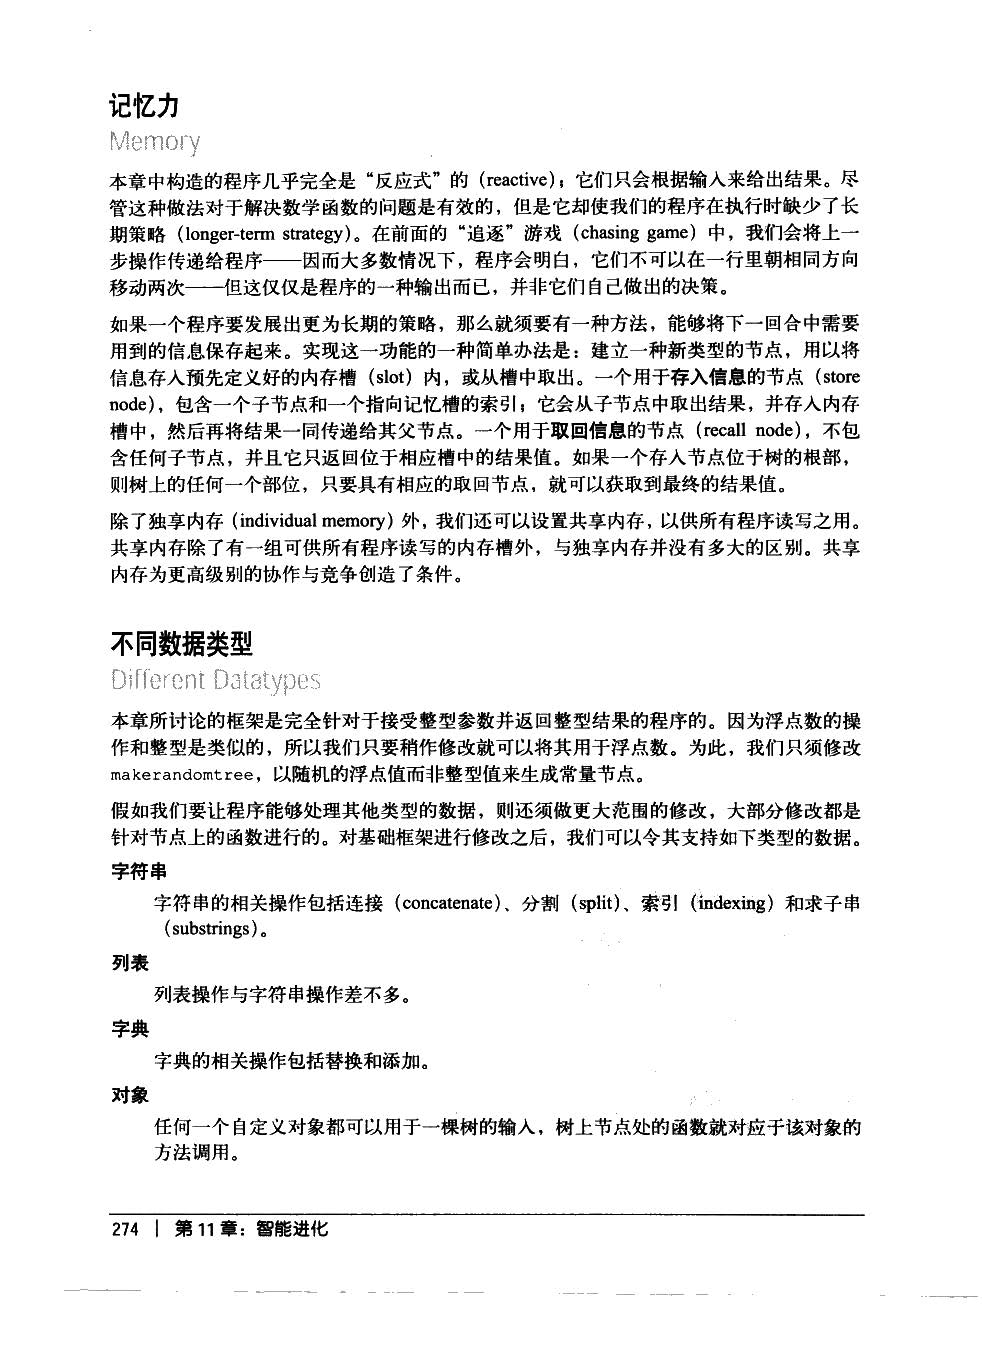 记忆力
Memory
本章中构造的程序几乎完全是“反应式”的（reactive）；它们只会根据输入来给出结果。尽
管这种做法对于解决数学函数的问题是有效的，但是它却使我们的程序在执行时缺少了长
期策略（longer-term strategy）。在前面的“追逐”游戏（chasing game）中，我们会将上一
步操作传递给程序——因而大多数情况下，程序会明白，它们不可以在一行里朝相同方向
移动两次——但这仅仅是程序的一种输出而已，并非它们自己做出的决策。
如果一个程序要发展出更为长期的策略，那么就须要有一种方法，能够将下一回合中需要
用到的信息保存起来。实现这一功能的一种简单办法是：建立一种新类型的节点，用以将
信息存入预先定义好的内存槽（slot）内，或从槽中取出。一个用于存入信息的节点（store
node），包含一个子节点和一个指向记忆槽的索引；它会从子节点中取出结果，并存入内存
槽中，然后再将结果一同传递给其父节点。一个用于取回信息的节点（recall node），不包
含任何子节点，并且它只返回位于相应槽中的结果值。如果一个存入节点位于树的根部，
则树上的任何一个部位，只要具有相应的取回节点，就可以获取到最终的结果值。
除了独享内存（individual memory）外，我们还可以设置共享内存，以供所有程序读写之用。
共享内存除了有一组可供所有程序读写的内存槽外，与独享内存并没有多大的区别。共享
内存为更高级别的协作与竞争创造了条件。
不同数据类型
Different Datatypes
本章所讨论的框架是完全针对于接受整型参数并返回整型结果的程序的。因为浮点数的操
作和整型是类似的，所以我们只要稍作修改就可以将其用于浮点数。为此，我们只须修改
makerandomtree，以随机的浮点值而非整型值来生成常量节点。
假如我们要让程序能够处理其他类型的数据，则还须做更大范围的修改，大部分修改都是
针对节点上的函数进行的。对基础框架进行修改之后，我们可以令其支持如下类型的数据。
字符串
字符串的相关操作包括连接（concatenate）、分割（split）、索引（indexing）和求子串
（substrings）。
列表
列表操作与字符串操作差不多。
字典
字典的相关操作包括替换和添加。
对象
任何一个自定义对象都可以用于一棵树的输入，树上节点处的函数就对应于该对象的
方法调用。
274 | 第 11 章：智能进化